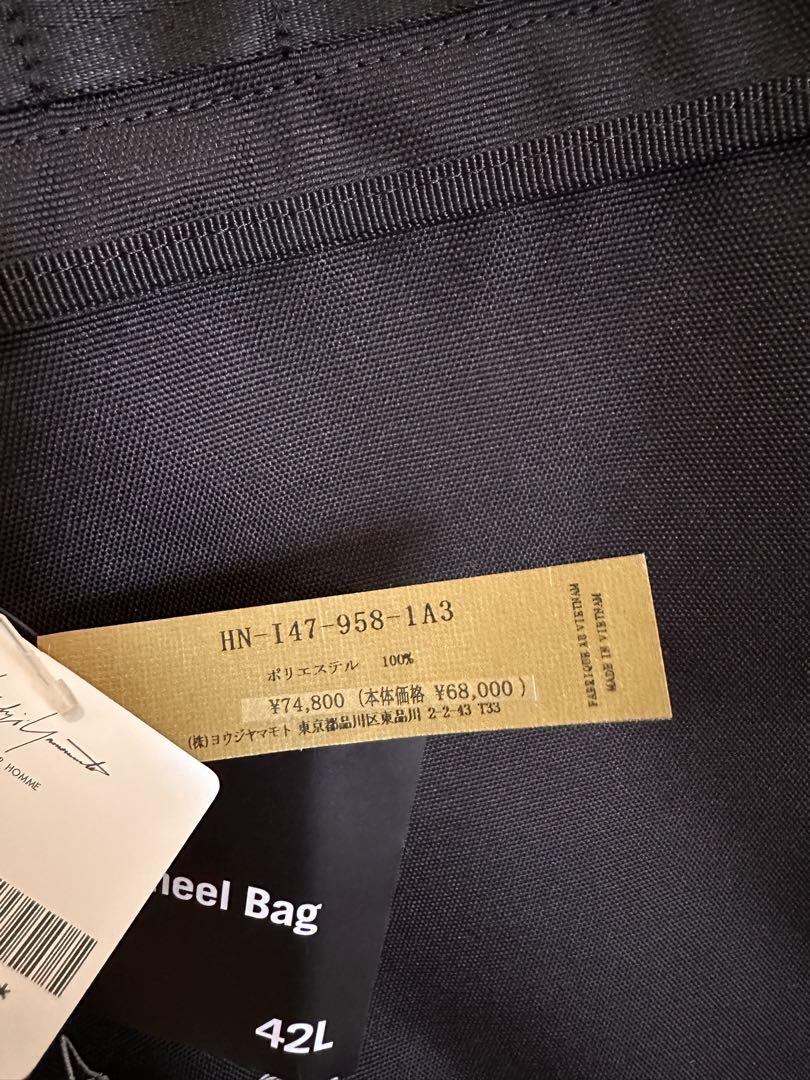 HN-I47-958-1A3
ポリエステル 100%
¥74,800 (本体価格 ¥68,000)
(株)ヨウジヤマモト 東京都品川区東品川 2-2-43 T33
FABRIQUE AU VIETNAM
MADE IN VIETNAM
HOMME
heel Bag
42L